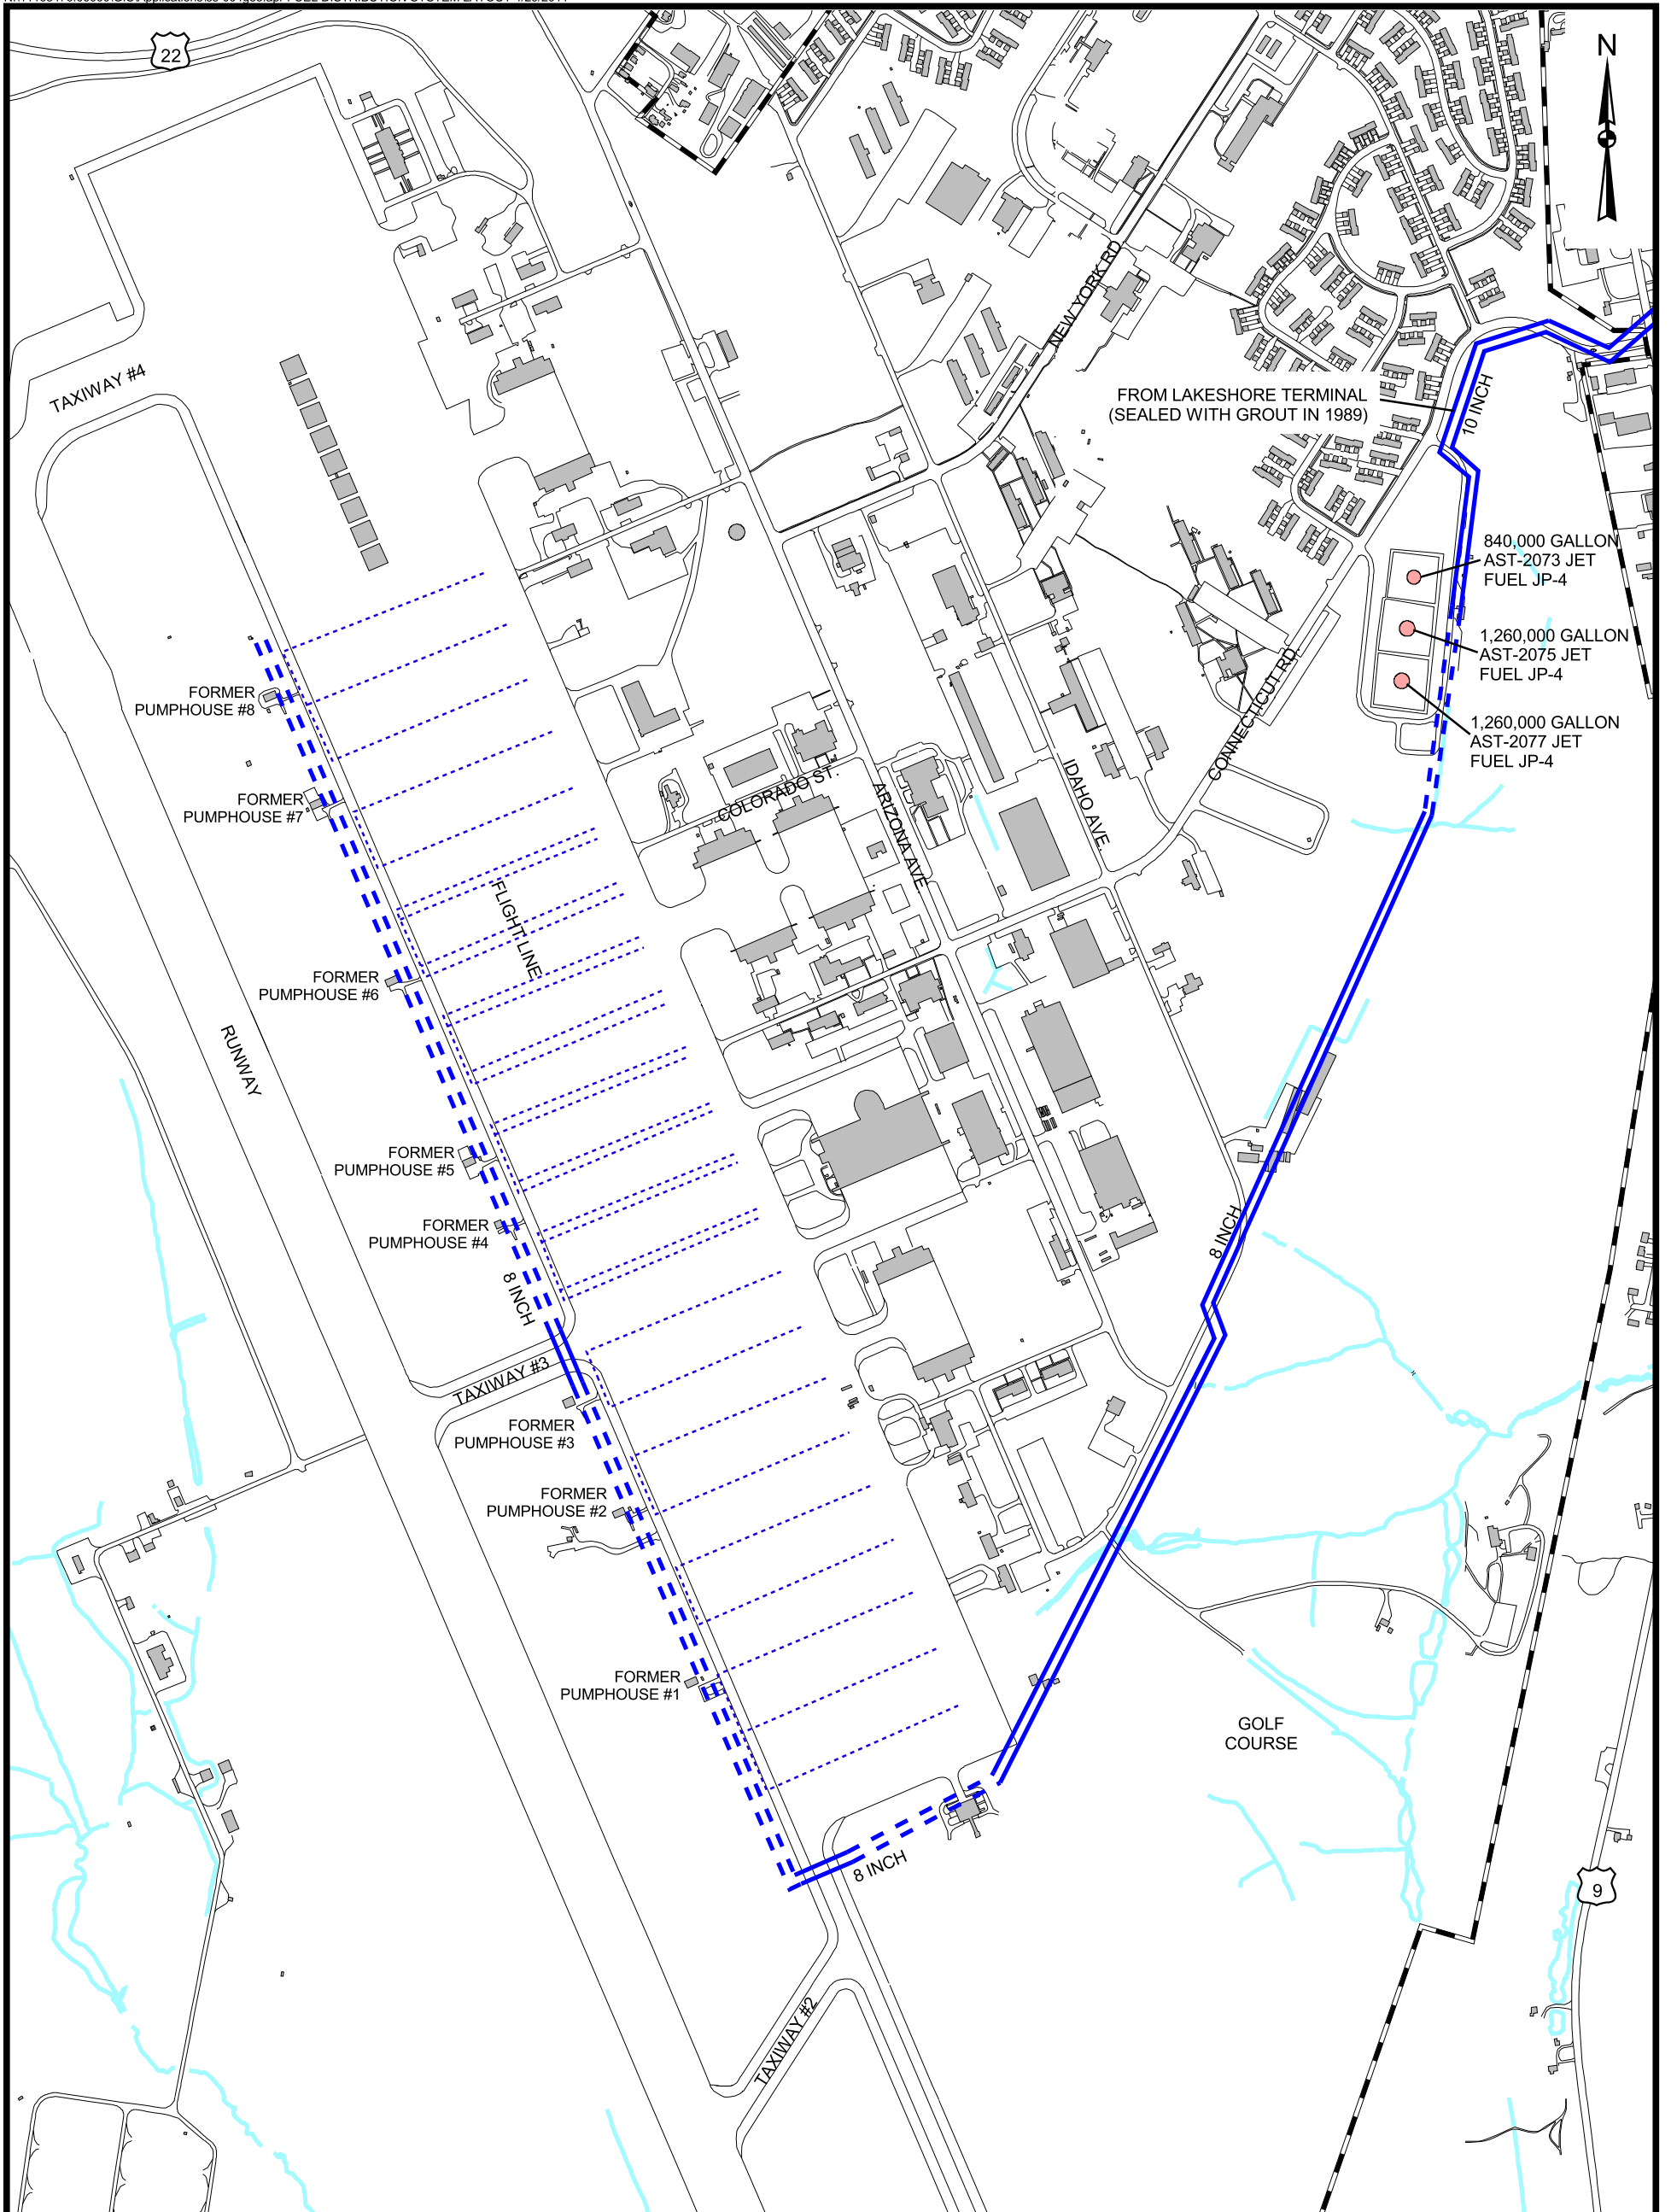 22
N
TAXIWAY #4
NEW YORK RD
FROM LAKESHORE TERMINAL
(SEALED WITH GROUT IN 1989)
10 INCH
840,000 GALLON
AST-2073 JET
FUEL JP-4
1,260,000 GALLON
AST-2075 JET
FUEL JP-4
1,260,000 GALLON
AST-2077 JET
FUEL JP-4
FORMER
PUMPHOUSE #8
FORMER
PUMPHOUSE #7
COLORADO ST.
ARIZONA AVE.
IDAHO AVE.
CONNECTICUT RD.
FLIGHT LINE
FORMER
PUMPHOUSE #6
RUNWAY
FORMER
PUMPHOUSE #5
FORMER
PUMPHOUSE #4
8 INCH
8 INCH
TAXIWAY #3
FORMER
PUMPHOUSE #3
FORMER
PUMPHOUSE #2
FORMER
PUMPHOUSE #1
GOLF
COURSE
8 INCH
9
TAXIWAY #2